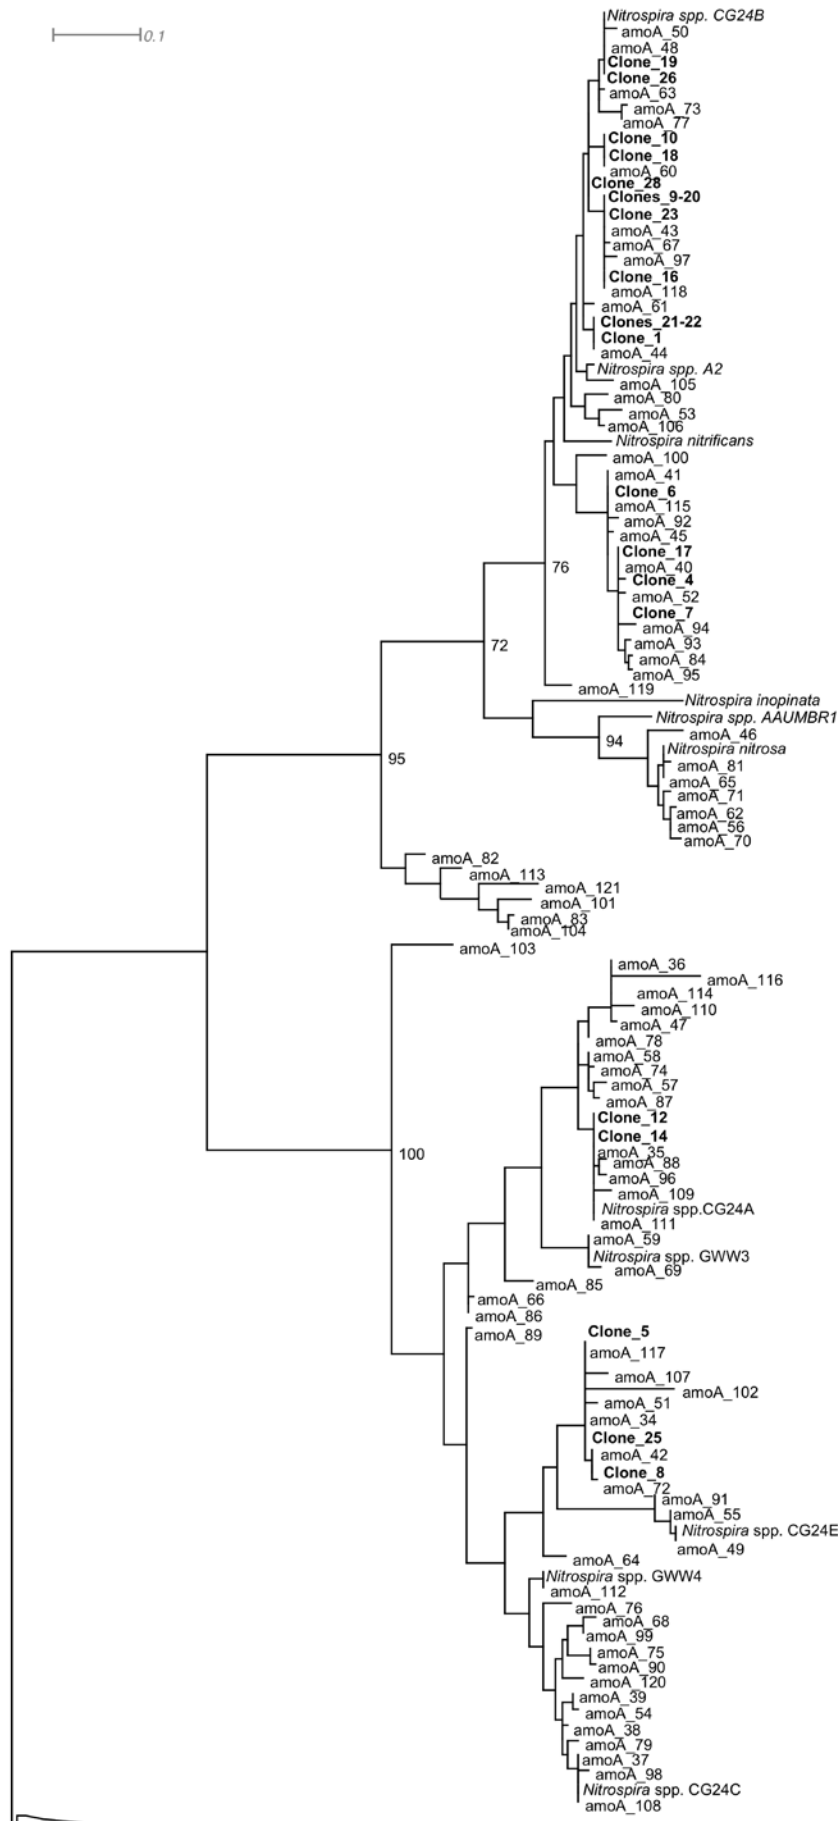 0.1
Nitrospira spp. CG24B
amoA_50
amoA_48
Clone_19
Clone_26
amoA_63
amoA_73
amoA_77
Clone_10
Clone_18
amoA_60
Clone_28
Clones_9-20
Clone_23
amoA_43
amoA_67
amoA_97
Clone_16
amoA_118
amoA_61
Clones_21-22
Clone_1
amoA_44
Nitrospira spp. A2
amoA_105
amoA_80
amoA_53
amoA_106
Nitrospira nitrificans
amoA_100
amoA_41
Clone_6
amoA_115
amoA_92
amoA_45
Clone_17
amoA_40
76
Clone_4
amoA_52
Clone_7
amoA_94
amoA_93
72
amoA_84
amoA_95
amoA_119
Nitrospira inopinata
Nitrospira spp. AAUMBR1
amoA_46
94
Nitrospira nitrosa
95
amoA_81
amoA_65
amoA_71
amoA_62
amoA_56
amoA_70
amoA_82
amoA_113
amoA_121
amoA_101
amoA_83
amoA_104
amoA_103
amoA_36
amoA_116
amoA_114
amoA_110
amoA_47
amoA_78
amoA_58
amoA_74
amoA_57
amoA_87
Clone_12
Clone_14
amoA_35
100
amoA_88
amoA_96
amoA_109
Nitrospira spp.CG24A
amoA_111
amoA_59
Nitrospira spp. GWW3
amoA_69
amoA_85
amoA_66
amoA_86
Clone_5
amoA_89
amoA_117
amoA_107
amoA_102
amoA_51
amoA_34
Clone_25
amoA_42
Clone_8
amoA_72
amoA_91
amoA_55
Nitrospira spp. CG24E
amoA_49
amoA_64
Nitrospira spp. GWW4
amoA_112
amoA_76
amoA_68
amoA_99
amoA_75
amoA_90
amoA_120
amoA_39
amoA_54
amoA_38
amoA_79
amoA_37
amoA_98
Nitrospira spp. CG24C
amoA_108